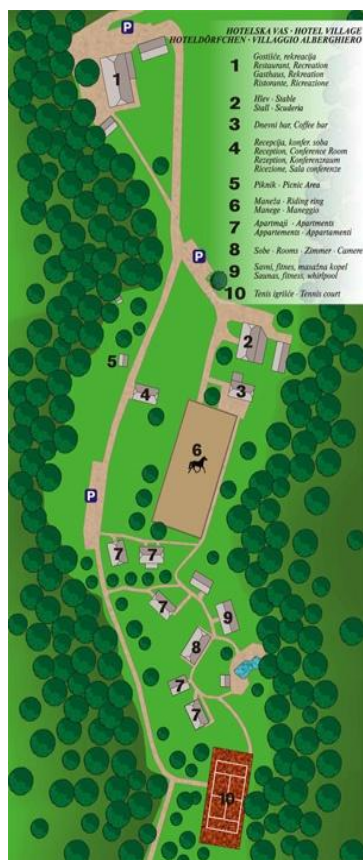 HOTELSKA VAS · HOTEL VILLAGE
HOTELDÖRFCHEN · VILLAGGIO ALBERGHIERO
1 Gostišče, rekreacija
Restaurant, Recreation
Gasthaus, Rekreation
Ristorante, Ricreazione
2 Hlev - Stable
Stall - Scuderia
3 Dnevni bar, Coffee bar
4 Recepcija, konfer. soba
Reception, Conference Room
Rezeption, Konferenzraum
Ricezione, Sala conferenze
5 Piknik - Picnic Area
6 Maneža - Riding ring
Manege - Maneggio
7 Apartmaji - Apartments
Appartements - Appartamenti
8 Sobe - Rooms - Zimmer - Camere
9 Savni, fitnes, masažna kopel
Saunas, fitness, whirlpool
10 Tenis igrišče - Tennis court
P
1
P
2
5
4
3
6
P
7
7
7
9
8
7
7
10